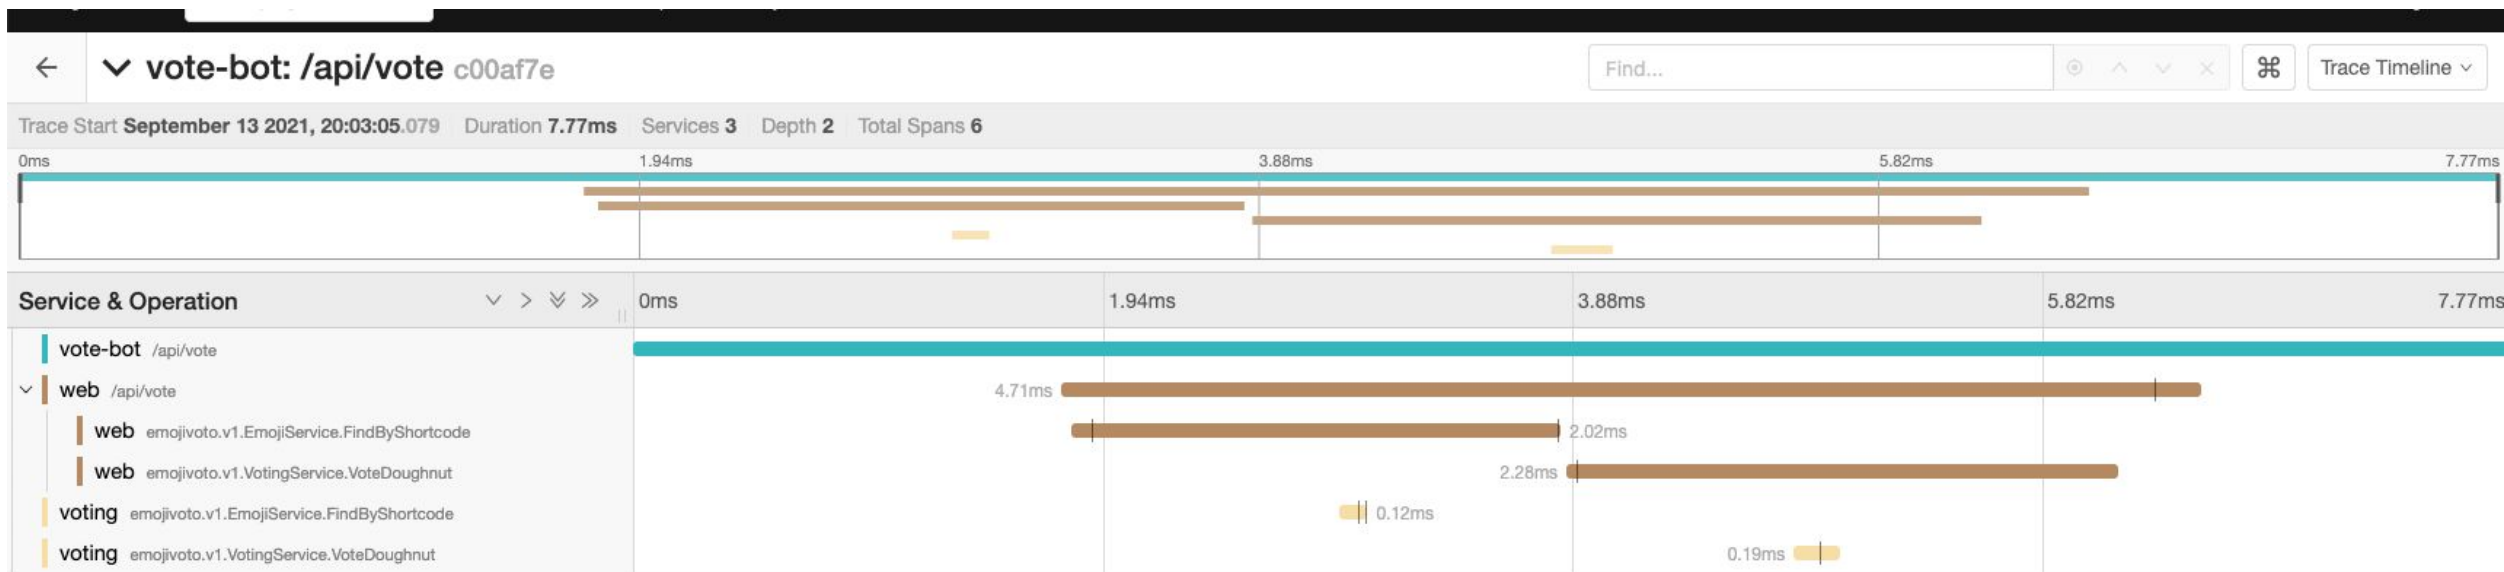 vote-bot: /api/vote c00af7e
Find...
⌘
Trace Timeline
Trace Start September 13 2021, 20:03:05.079 Duration 7.77ms Services 3 Depth 2 Total Spans 6
0ms 1.94ms 3.88ms 5.82ms 7.77ms
Service & Operation 0ms 1.94ms 3.88ms 5.82ms 7.77ms
vote-bot /api/vote
web /api/vote 4.71ms
web emojivoto.v1.EmojiService.FindByShortcode 2.02ms
web emojivoto.v1.VotingService.VoteDoughnut 2.28ms
voting emojivoto.v1.EmojiService.FindByShortcode 0.12ms
voting emojivoto.v1.VotingService.VoteDoughnut 0.19ms